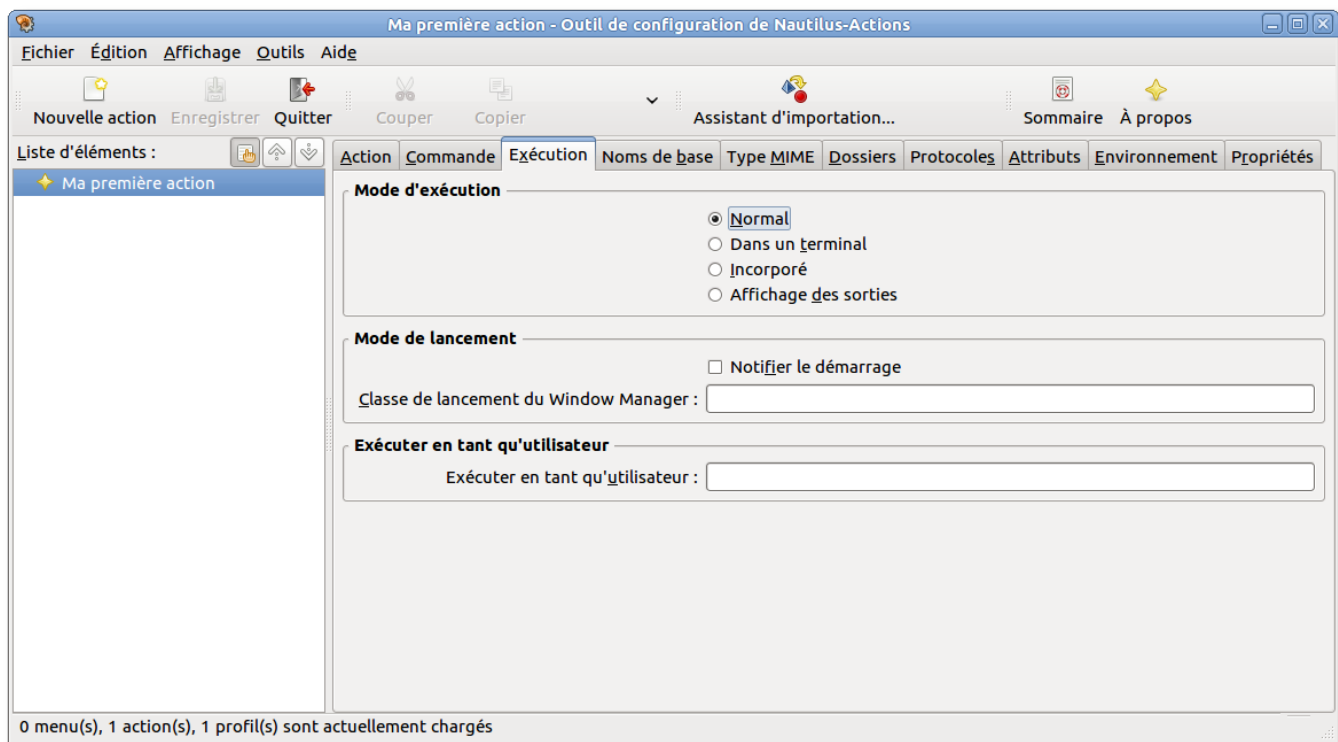 Ma première action - Outil de configuration de Nautilus-Actions
Fichier Édition Affichage Outils Aide
Nouvelle action Enregistrer Quitter Couper Copier Assistant d'importation... Sommaire À propos
Liste d'éléments :
Action Commande Exécution Noms de base Type MIME Dossiers Protocoles Attributs Environnement Propriétés
Ma première action
Mode d'exécution
Normal
Dans un terminal
Incorporé
Affichage des sorties
Mode de lancement
Notifier le démarrage
Classe de lancement du Window Manager :
Exécuter en tant qu'utilisateur
Exécuter en tant qu'utilisateur :
0 menu(s), 1 action(s), 1 profil(s) sont actuellement chargés